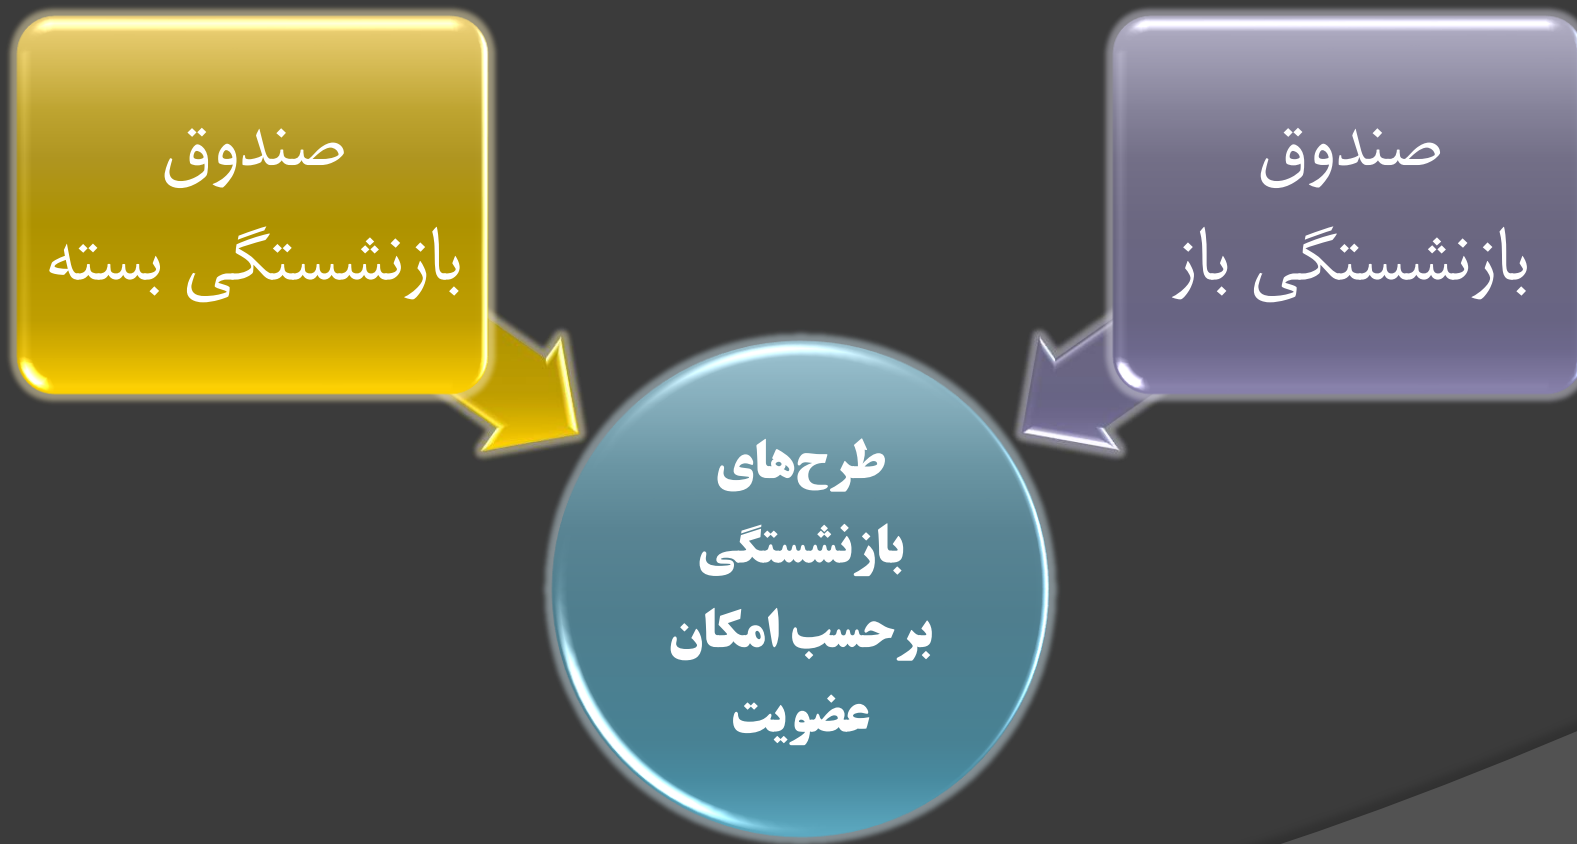 صندوق
بازنشستگی باز
صندوق
بازنشستگی بسته
طرح‌های
بازنشستگی
برحسب امکان
عضویت